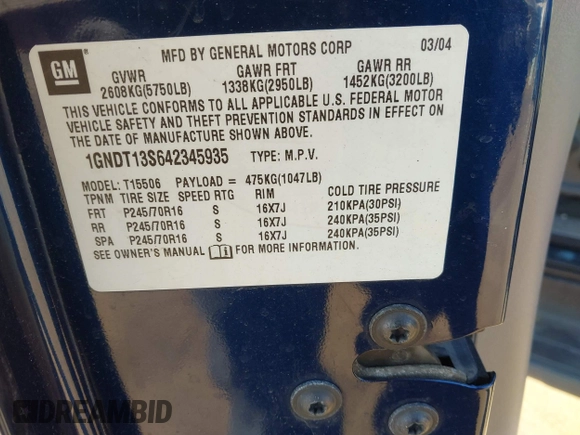 GM
MFD BY GENERAL MOTORS CORP 03/04
GVWR GAWR FRT GAWR RR
2608KG(5750LB) 1338KG(2950LB) 1452KG(3200LB)
THIS VEHICLE CONFORMS TO ALL APPLICABLE U.S. FEDERAL MOTOR
VEHICLE SAFETY AND THEFT PREVENTION STANDARDS IN EFFECT ON
THE DATE OF MANUFACTURE SHOWN ABOVE.
1GNDT13S642345935 TYPE: M.P.V.
MODEL: T15506 PAYLOAD = 475KG(1047LB)
TPNM TIRE SIZE SPEED RTG RIM COLD TIRE PRESSURE
FRT P245/70R16 S 16X7J 210KPA(30PSI)
RR P245/70R16 S 16X7J 240KPA(35PSI)
SPA P245/70R16 S 16X7J 240KPA(35PSI)
SEE OWNER'S MANUAL FOR MORE INFORMATION.
DREAMBID